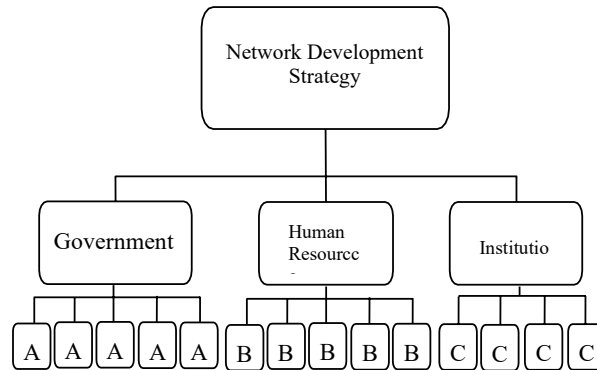 Network Development
Strategy
Government
Human
Resourcc
Institutio
A A A A A B B B B B C C C C